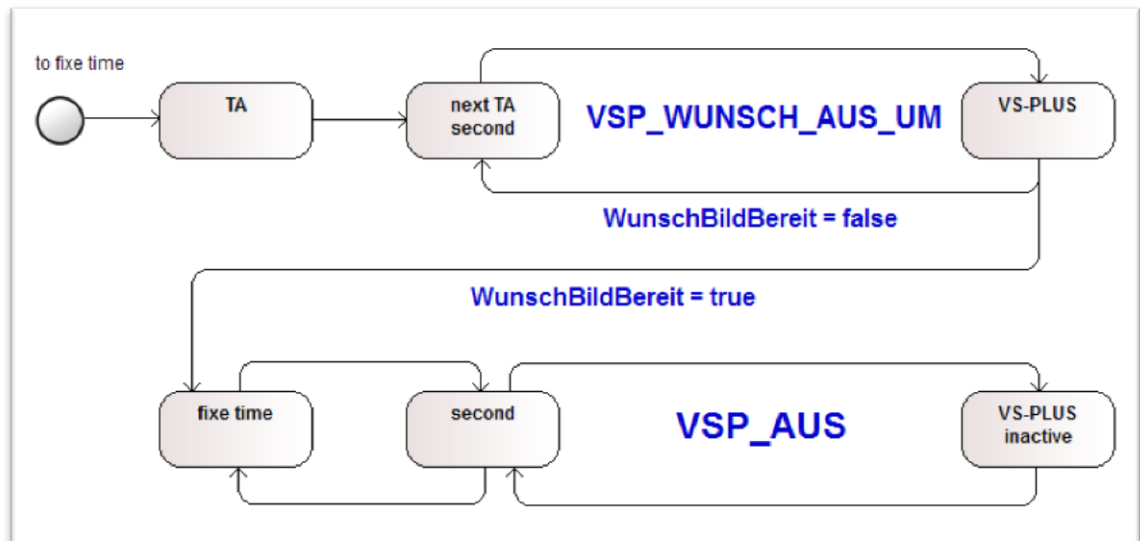 to fixe time
TA
next TA
second
VSP_WUNSCH_AUS_UM
VS-PLUS
WunschBildBereit = false
WunschBildBereit = true
fixe time
second
VSP_AUS
VS-PLUS
inactive